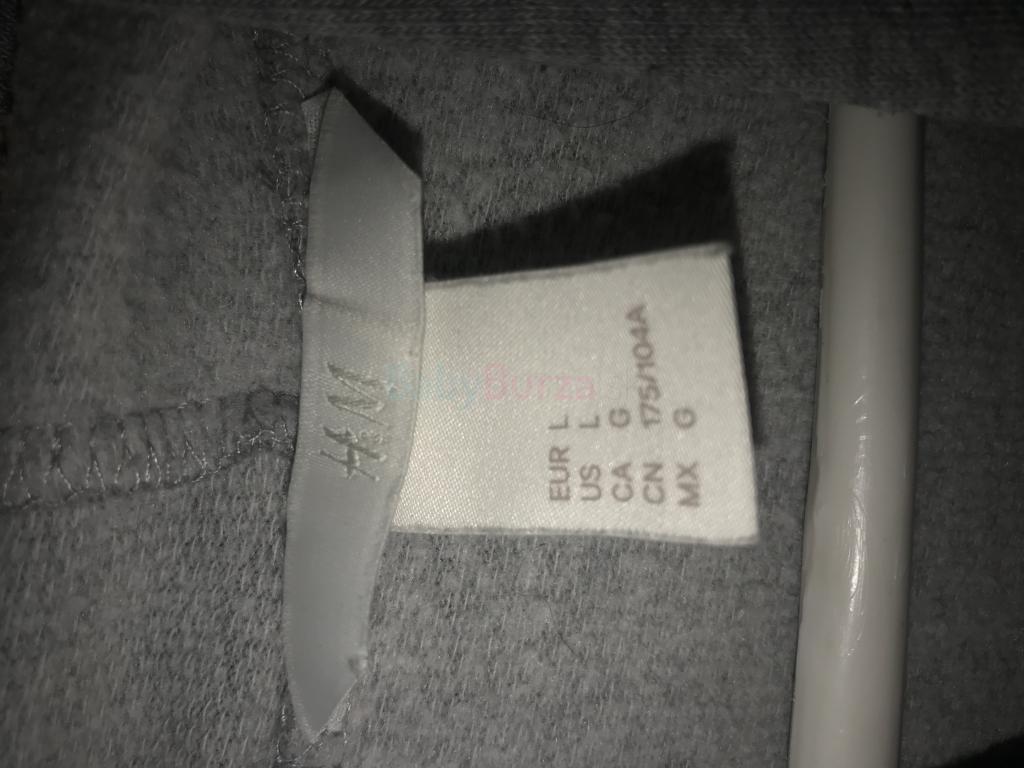 H&M
EUR L
US L
CA G
CN 175/104A
MX G
BabyBurza